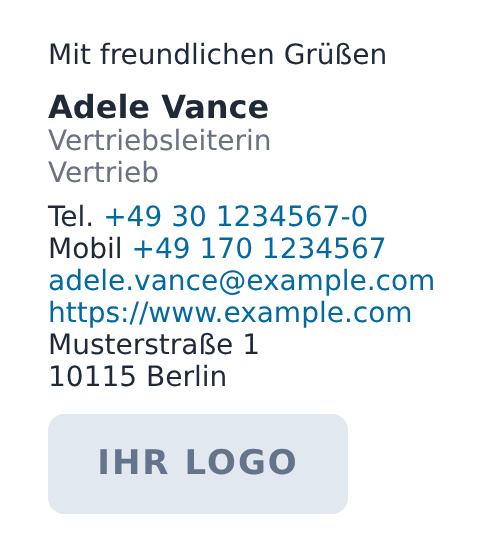 Mit freundlichen Grüßen
Adele Vance
Vertriebsleiterin
Vertrieb
Tel. +49 30 1234567-0
Mobil +49 170 1234567
adele.vance@example.com
https://www.example.com
Musterstraße 1
10115 Berlin
IHR LOGO